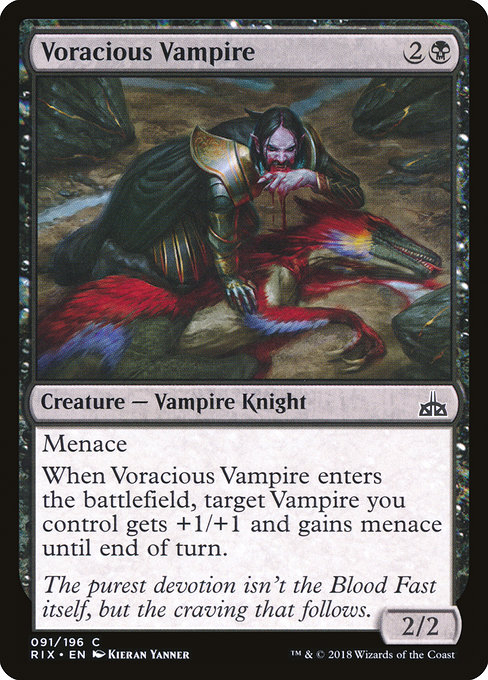 Voracious Vampire 2
Creature — Vampire Knight
Menace
When Voracious Vampire enters
the battlefield, target Vampire you
control gets +1/+1 and gains menace
until end of turn.
The purest devotion isn't the Blood Fast
itself, but the craving that follows.
2/2
091/196 C
RIX • EN Kieran Yanner ™ & © 2018 Wizards of the Coast